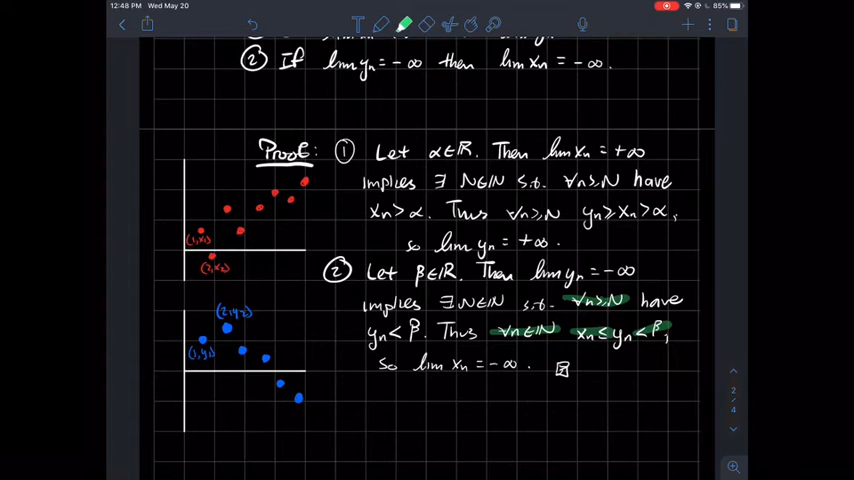 12:48 PM Wed May 20
85%
② If lim yn = -∞ then lim xn = -∞.
Proof: ① Let α∈ℝ. Then lim xn = +∞
implies ∃ N∈ℕ s.t. ∀n≥N have
xn > α. Thus ∀n≥N yn ≥ xn > α,
so lim yn = +∞.
② Let β∈ℝ. Then lim yn = -∞
implies ∃N∈ℕ s.t. ∀n≥N have
yn < β. Thus ∀n∈ℕ xn ≤ yn < β,
so lim xn = -∞.
(1,x1)
(2,x2)
(2,y2)
(1,y1)
2
/
4